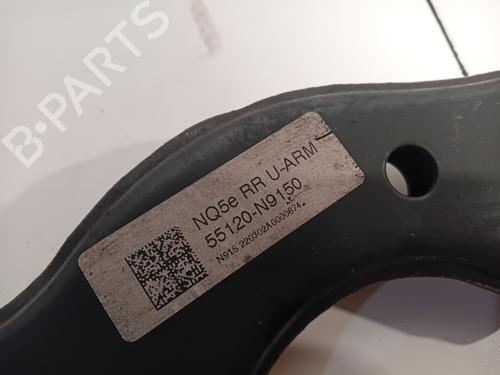 B-PARTS
NQ5e RR U-ARM
55120-N9150
N915 220302A0000674